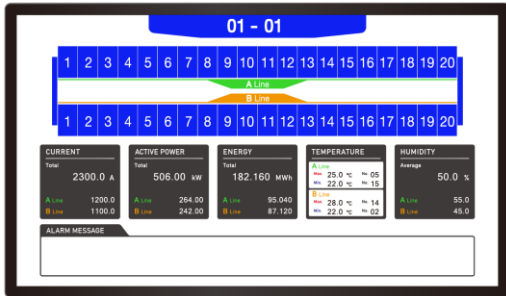 01 - 01
1 2 3 4 5 6 7 8 9 10 11 12 13 14 15 16 17 18 19 20
A Line
B Line
1 2 3 4 5 6 7 8 9 10 11 12 13 14 15 16 17 18 19 20
CURRENT
Total
2300.0 A
A Line 1200.0
B Line 1100.0
ACTIVE POWER
Total
506.00 kW
A Line 264.00
B Line 242.00
ENERGY
Total
182.160 MWh
A Line 95.040
B Line 87.120
TEMPERATURE
A Line
Max. 25.0 ℃ No. 05
Min. 22.0 ℃ No. 15
B Line
Max. 28.0 ℃ No. 14
Min. 22.0 ℃ No. 02
HUMIDITY
Average
50.0 %
A Line 55.0
B Line 45.0
ALARM MESSAGE